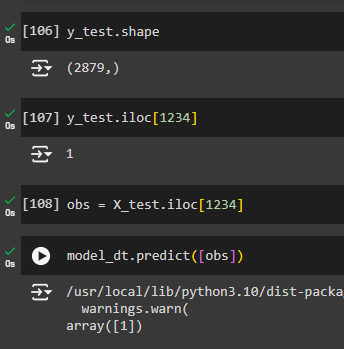 0s
[106] y_test.shape
(2879,)
0s
[107] y_test.iloc[1234]
1
0s
[108] obs = X_test.iloc[1234]
0s
model_dt.predict([obs])
/usr/local/lib/python3.10/dist-packa
warnings.warn(
array([1])